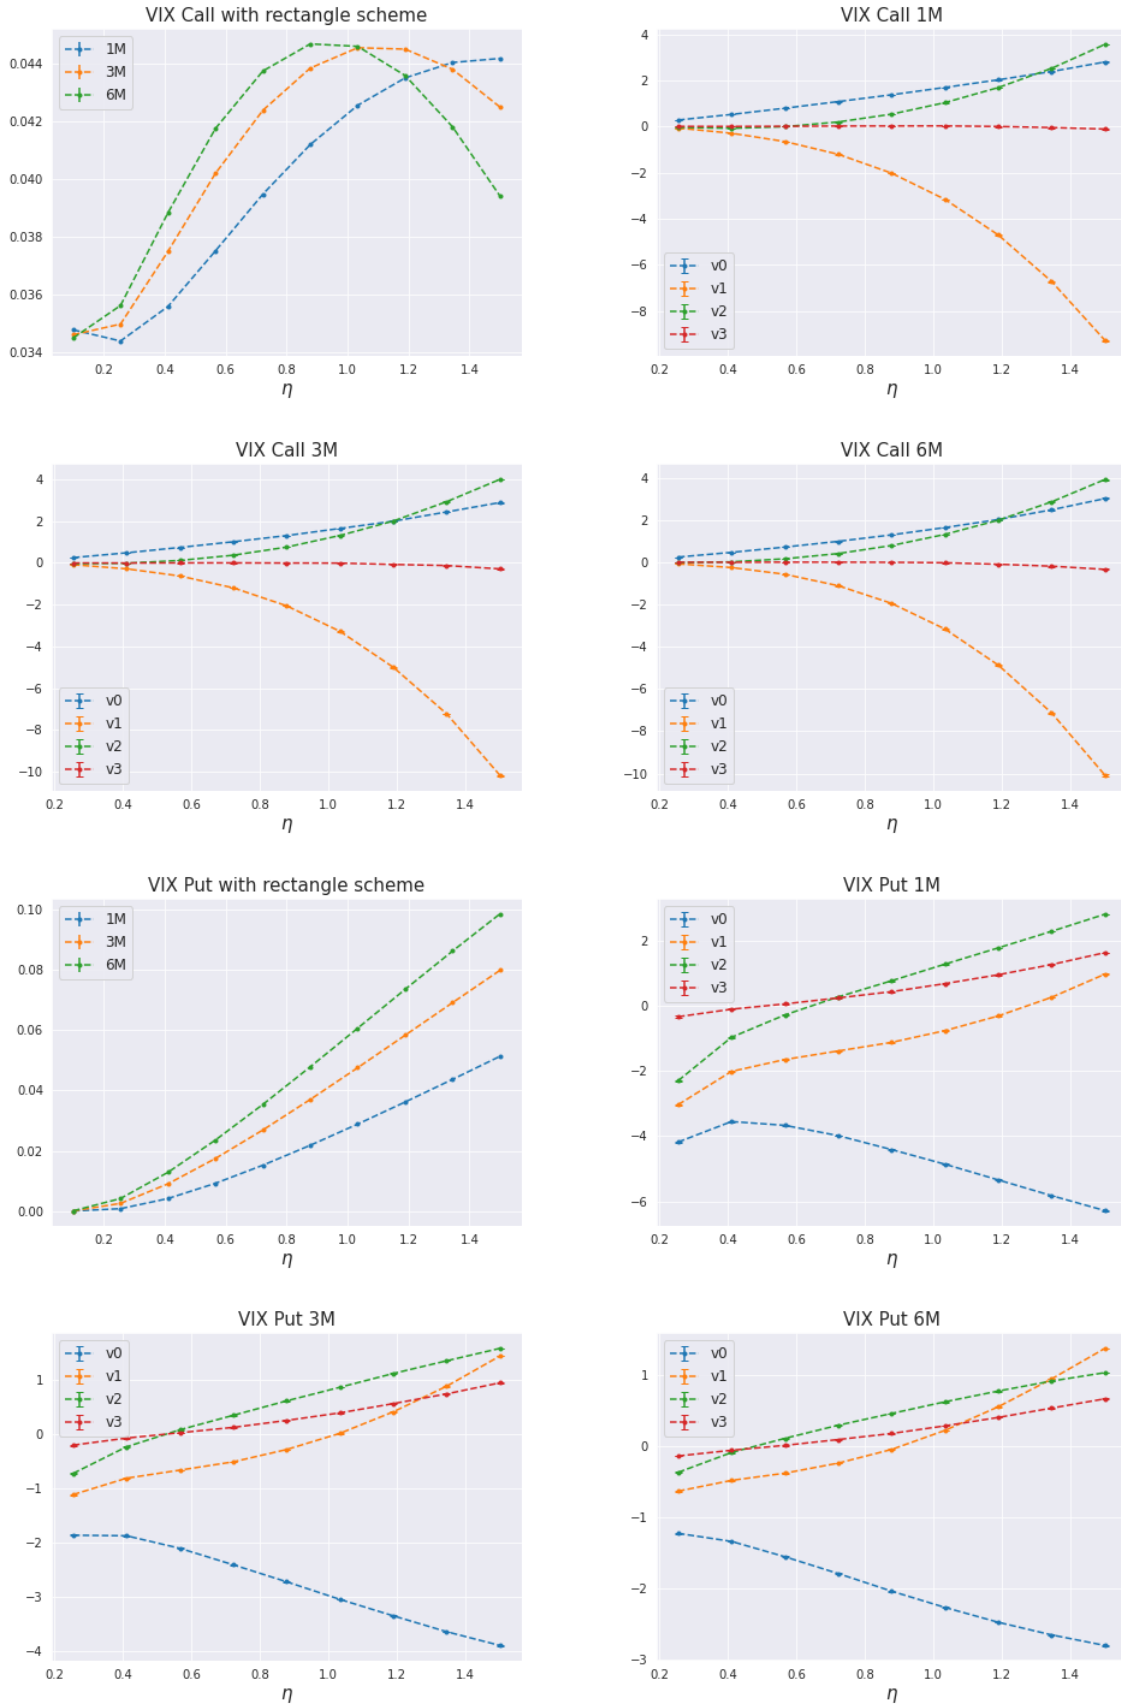 VIX Call with rectangle scheme
1M
3M
6M
0.044
0.042
0.040
0.038
0.036
0.034
0.2 0.4 0.6 0.8 1.0 1.2 1.4
η
VIX Call 1M
4
2
0
−2
−4
−6
−8
v0
v1
v2
v3
0.2 0.4 0.6 0.8 1.0 1.2 1.4
η
VIX Call 3M
4
2
0
−2
−4
−6
−8
−10
v0
v1
v2
v3
0.2 0.4 0.6 0.8 1.0 1.2 1.4
η
VIX Call 6M
4
2
0
−2
−4
−6
−8
−10
v0
v1
v2
v3
0.2 0.4 0.6 0.8 1.0 1.2 1.4
η
VIX Put with rectangle scheme
1M
3M
6M
0.10
0.08
0.06
0.04
0.02
0.00
0.2 0.4 0.6 0.8 1.0 1.2 1.4
η
VIX Put 1M
v0
v1
v2
v3
2
0
−2
−4
−6
0.2 0.4 0.6 0.8 1.0 1.2 1.4
η
VIX Put 3M
v0
v1
v2
v3
1
0
−1
−2
−3
−4
0.2 0.4 0.6 0.8 1.0 1.2 1.4
η
VIX Put 6M
v0
v1
v2
v3
1
0
−1
−2
−3
0.2 0.4 0.6 0.8 1.0 1.2 1.4
η